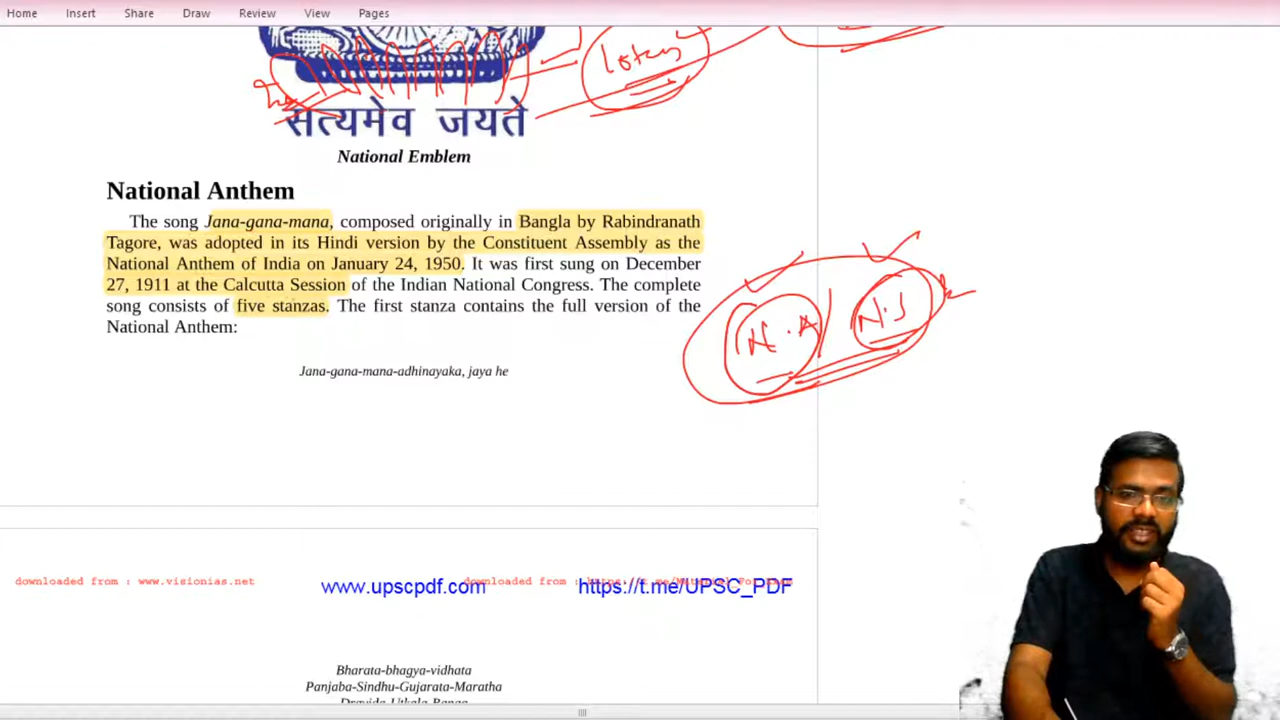 Home Insert Share Draw Review View Pages
lotus
सत्यमेव जयते
National Emblem
National Anthem
The song Jana-gana-mana, composed originally in Bangla by Rabindranath
Tagore, was adopted in its Hindi version by the Constituent Assembly as the
National Anthem of India on January 24, 1950. It was first sung on December
27, 1911 at the Calcutta Session of the Indian National Congress. The complete
song consists of five stanzas. The first stanza contains the full version of the
National Anthem:
N.A
N.S
Jana-gana-mana-adhinayaka, jaya he
downloaded from : www.visionias.net
www.upscpdf.com
https://t.me/UPSC_PDF
Bharata-bhagya-vidhata
Panjaba-Sindhu-Gujarata-Maratha
Dravida-Utkala-Banga